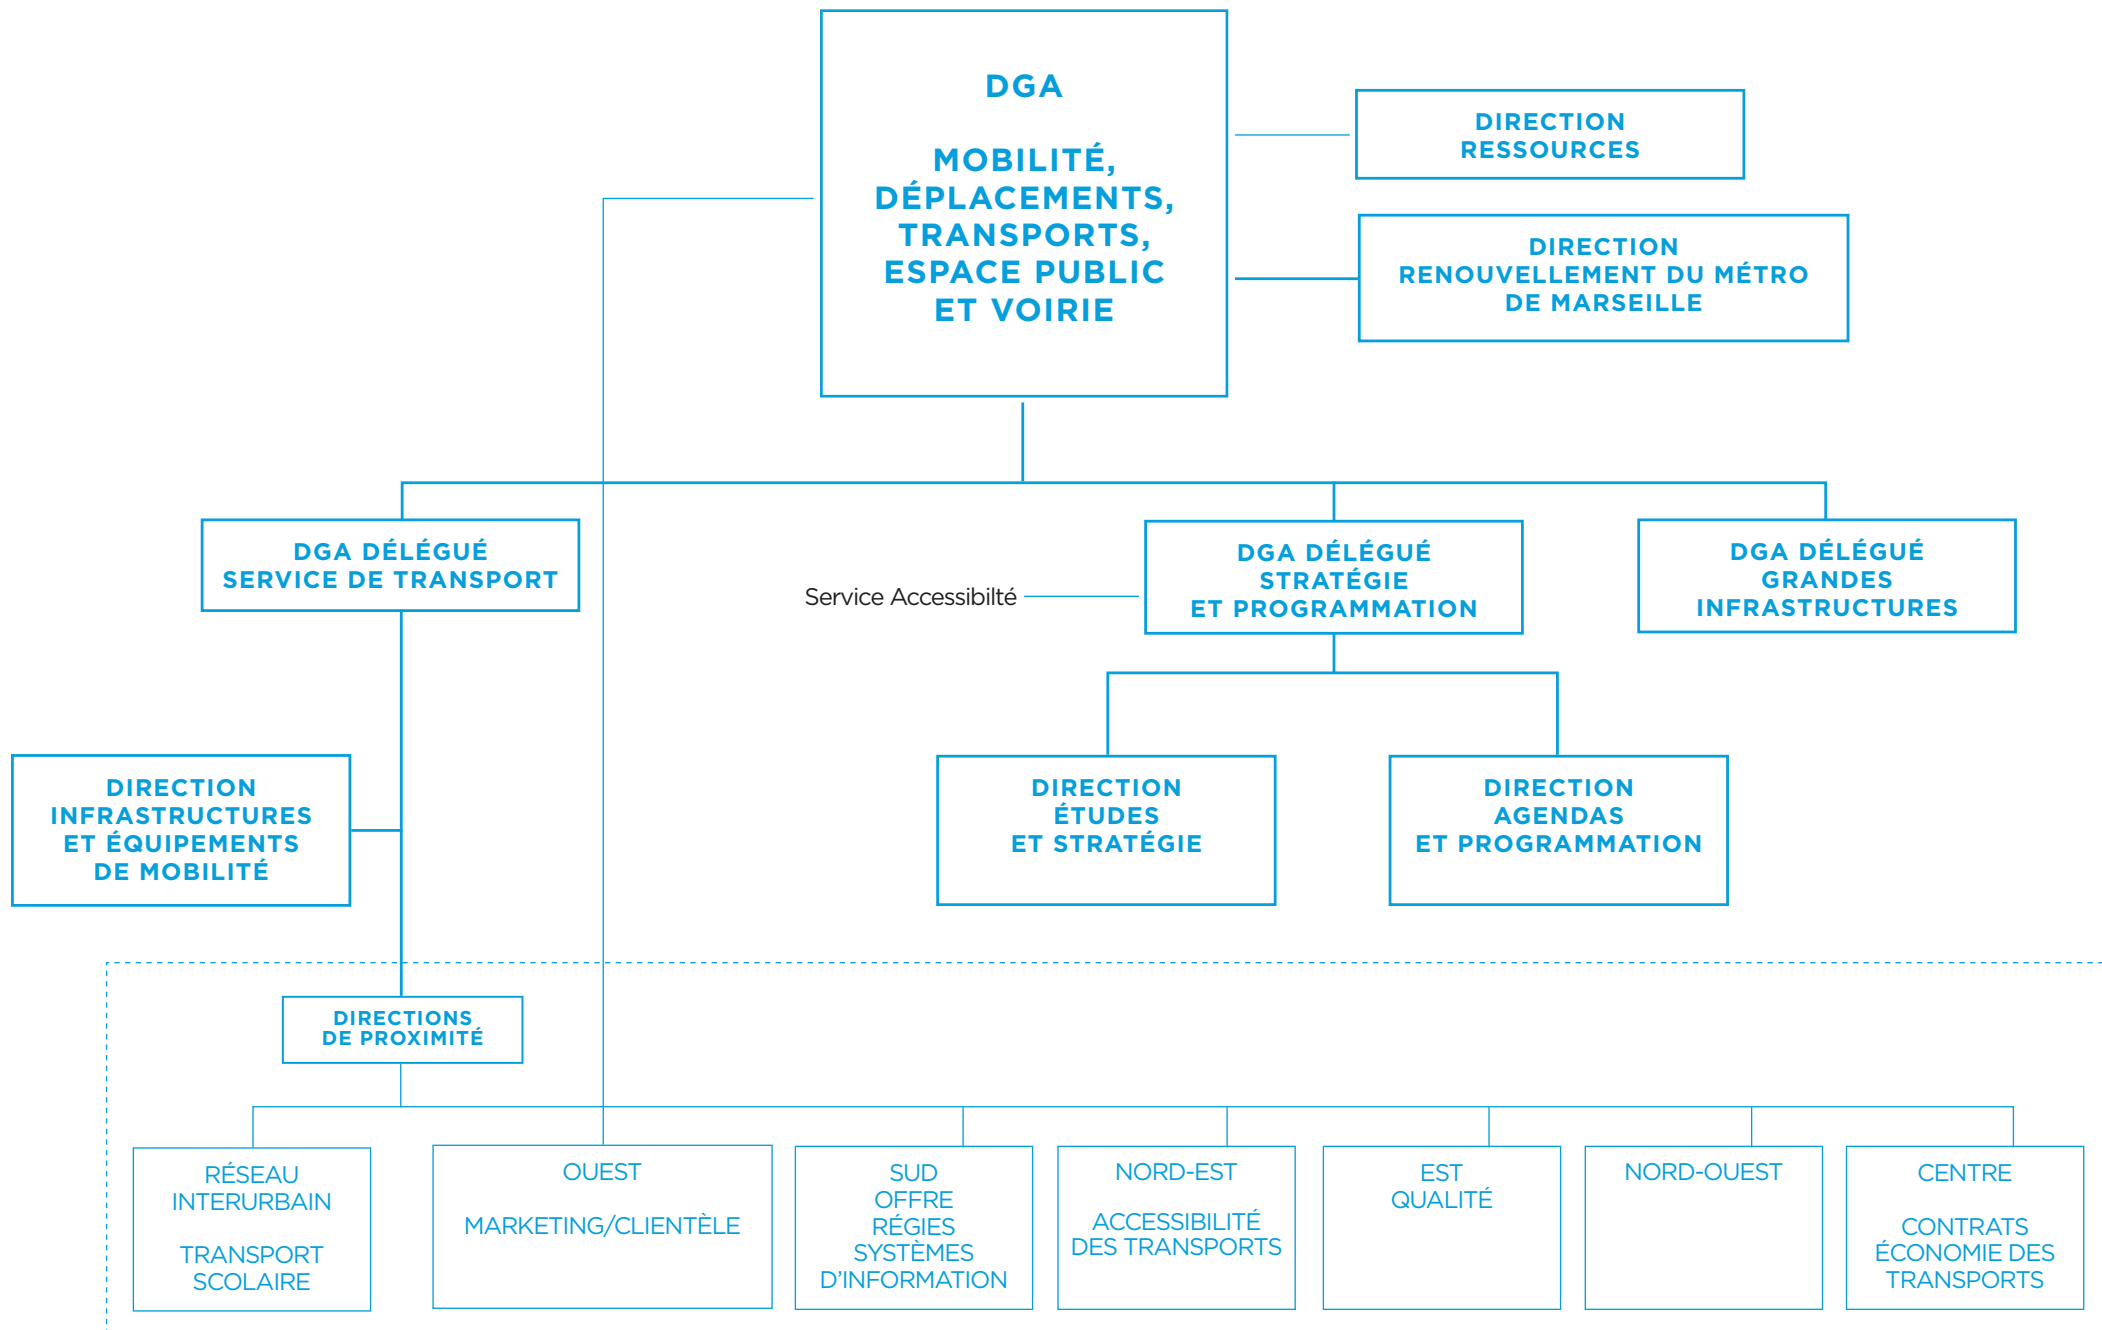 DGA
MOBILITÉ,
DÉPLACEMENTS,
TRANSPORTS,
ESPACE PUBLIC
ET VOIRIE
DIRECTION
RESSOURCES
DIRECTION
RENOUVELLEMENT DU MÉTRO
DE MARSEILLE
DGA DÉLÉGUÉ
SERVICE DE TRANSPORT
Service Accessibilté
DGA DÉLÉGUÉ
STRATÉGIE
ET PROGRAMMATION
DGA DÉLÉGUÉ
GRANDES
INFRASTRUCTURES
DIRECTION
INFRASTRUCTURES
ET ÉQUIPEMENTS
DE MOBILITÉ
DIRECTION
ÉTUDES
ET STRATÉGIE
DIRECTION
AGENDAS
ET PROGRAMMATION
DIRECTIONS
DE PROXIMITÉ
RÉSEAU
INTERURBAIN
TRANSPORT
SCOLAIRE
OUEST
MARKETING/CLIENTÈLE
SUD
OFFRE
RÉGIES
SYSTÈMES
D'INFORMATION
NORD-EST
ACCESSIBILITÉ
DES TRANSPORTS
EST
QUALITÉ
NORD-OUEST
CENTRE
CONTRATS
ÉCONOMIE DES
TRANSPORTS